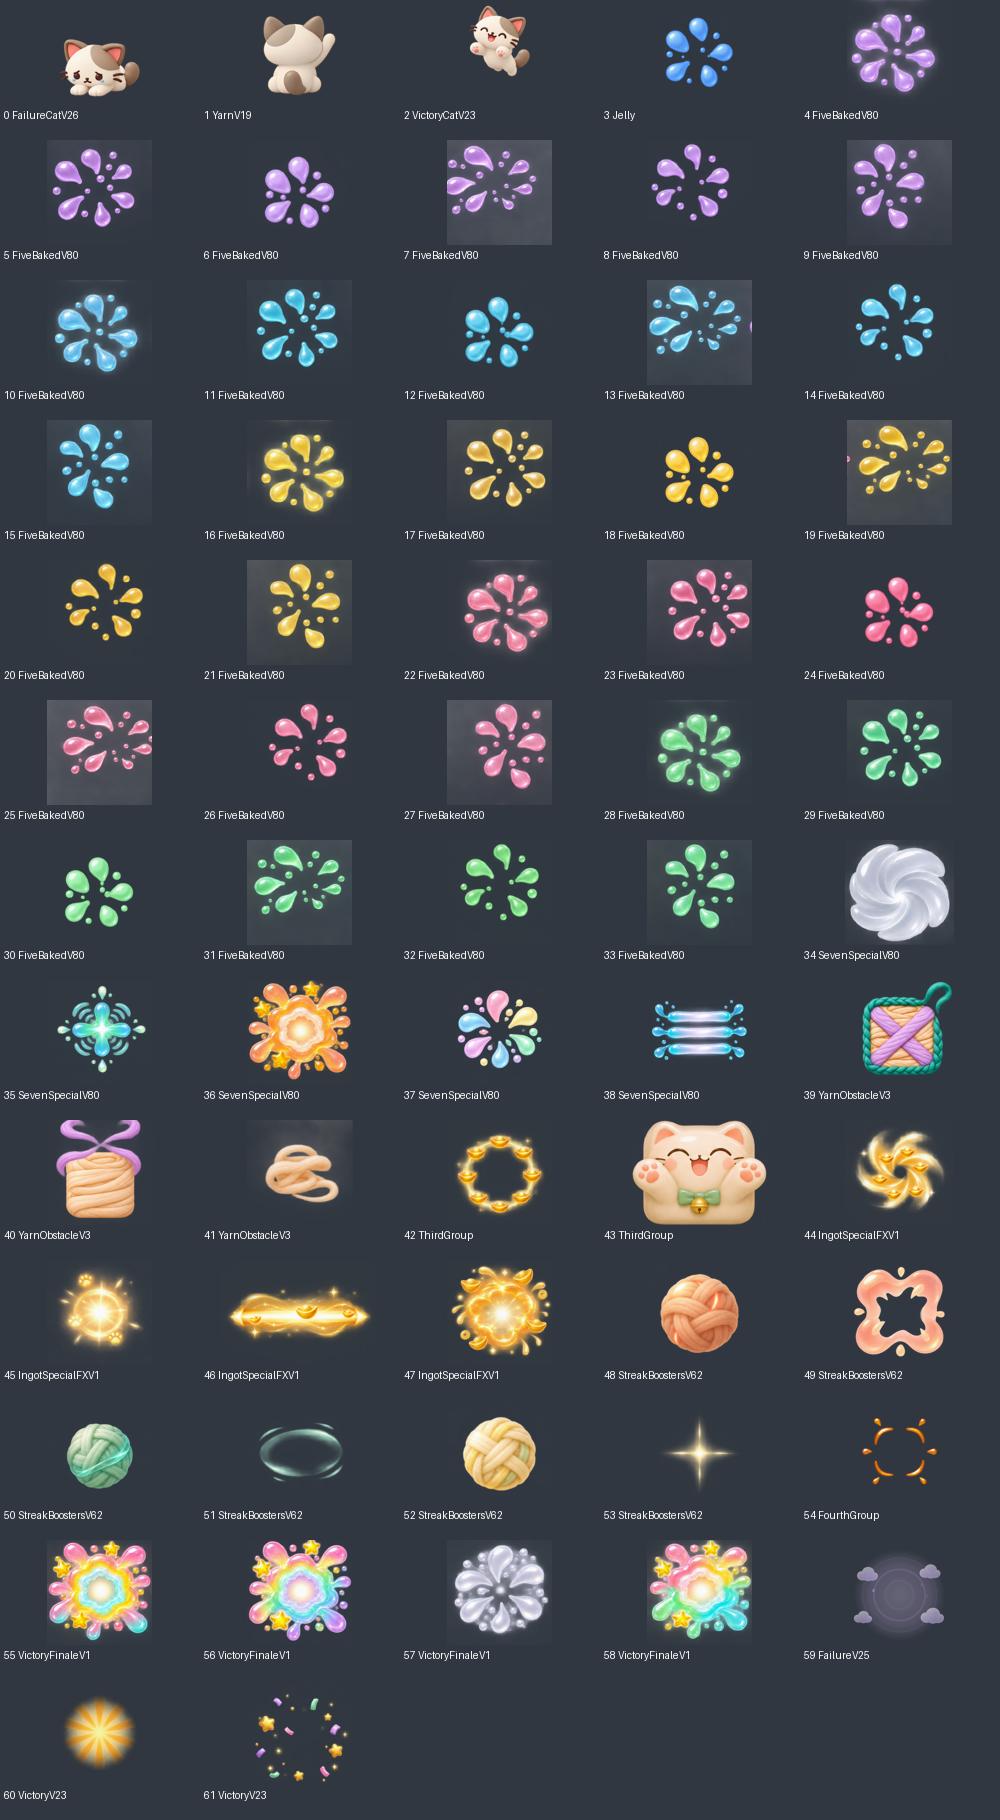 0 FailureCatV26
1 YarnV19
2 VictoryCatV23
3 Jelly
4 FiveBakedV80
5 FiveBakedV80
6 FiveBakedV80
7 FiveBakedV80
8 FiveBakedV80
9 FiveBakedV80
10 FiveBakedV80
11 FiveBakedV80
12 FiveBakedV80
13 FiveBakedV80
14 FiveBakedV80
15 FiveBakedV80
16 FiveBakedV80
17 FiveBakedV80
18 FiveBakedV80
19 FiveBakedV80
20 FiveBakedV80
21 FiveBakedV80
22 FiveBakedV80
23 FiveBakedV80
24 FiveBakedV80
25 FiveBakedV80
26 FiveBakedV80
27 FiveBakedV80
28 FiveBakedV80
29 FiveBakedV80
30 FiveBakedV80
31 FiveBakedV80
32 FiveBakedV80
33 FiveBakedV80
34 SevenSpecialV80
35 SevenSpecialV80
36 SevenSpecialV80
37 SevenSpecialV80
38 SevenSpecialV80
39 YarnObstacleV3
40 YarnObstacleV3
41 YarnObstacleV3
42 ThirdGroup
43 ThirdGroup
44 IngotSpecialFXV1
45 IngotSpecialFXV1
46 IngotSpecialFXV1
47 IngotSpecialFXV1
48 StreakBoostersV62
49 StreakBoostersV62
50 StreakBoostersV62
51 StreakBoostersV62
52 StreakBoostersV62
53 StreakBoostersV62
54 FourthGroup
55 VictoryFinaleV1
56 VictoryFinaleV1
57 VictoryFinaleV1
58 VictoryFinaleV1
59 FailureV25
60 VictoryV23
61 VictoryV23